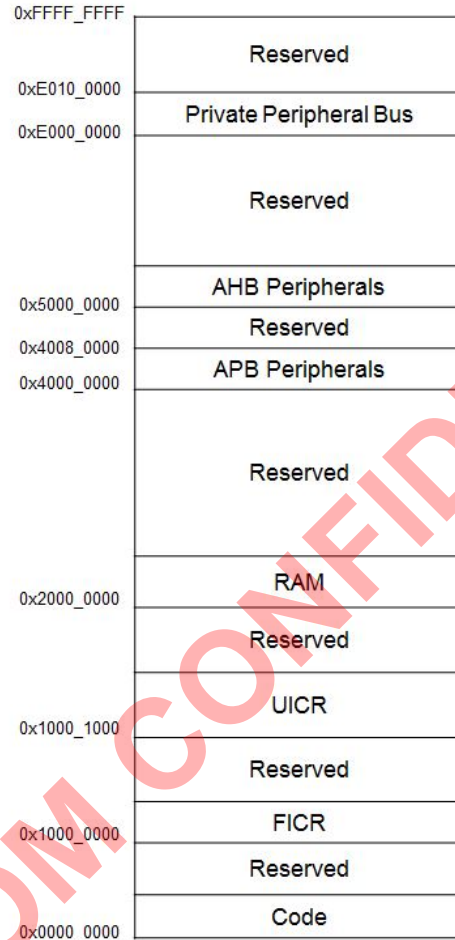 0xFFFF_FFFF
Reserved
0xE010_0000
Private Peripheral Bus
0xE000_0000
Reserved
AHB Peripherals
0x5000_0000
Reserved
0x4008_0000
APB Peripherals
0x4000_0000
Reserved
RAM
0x2000_0000
Reserved
UICR
0x1000_1000
Reserved
FICR
0x1000_0000
Reserved
Code
0x0000_0000
OM CONFID